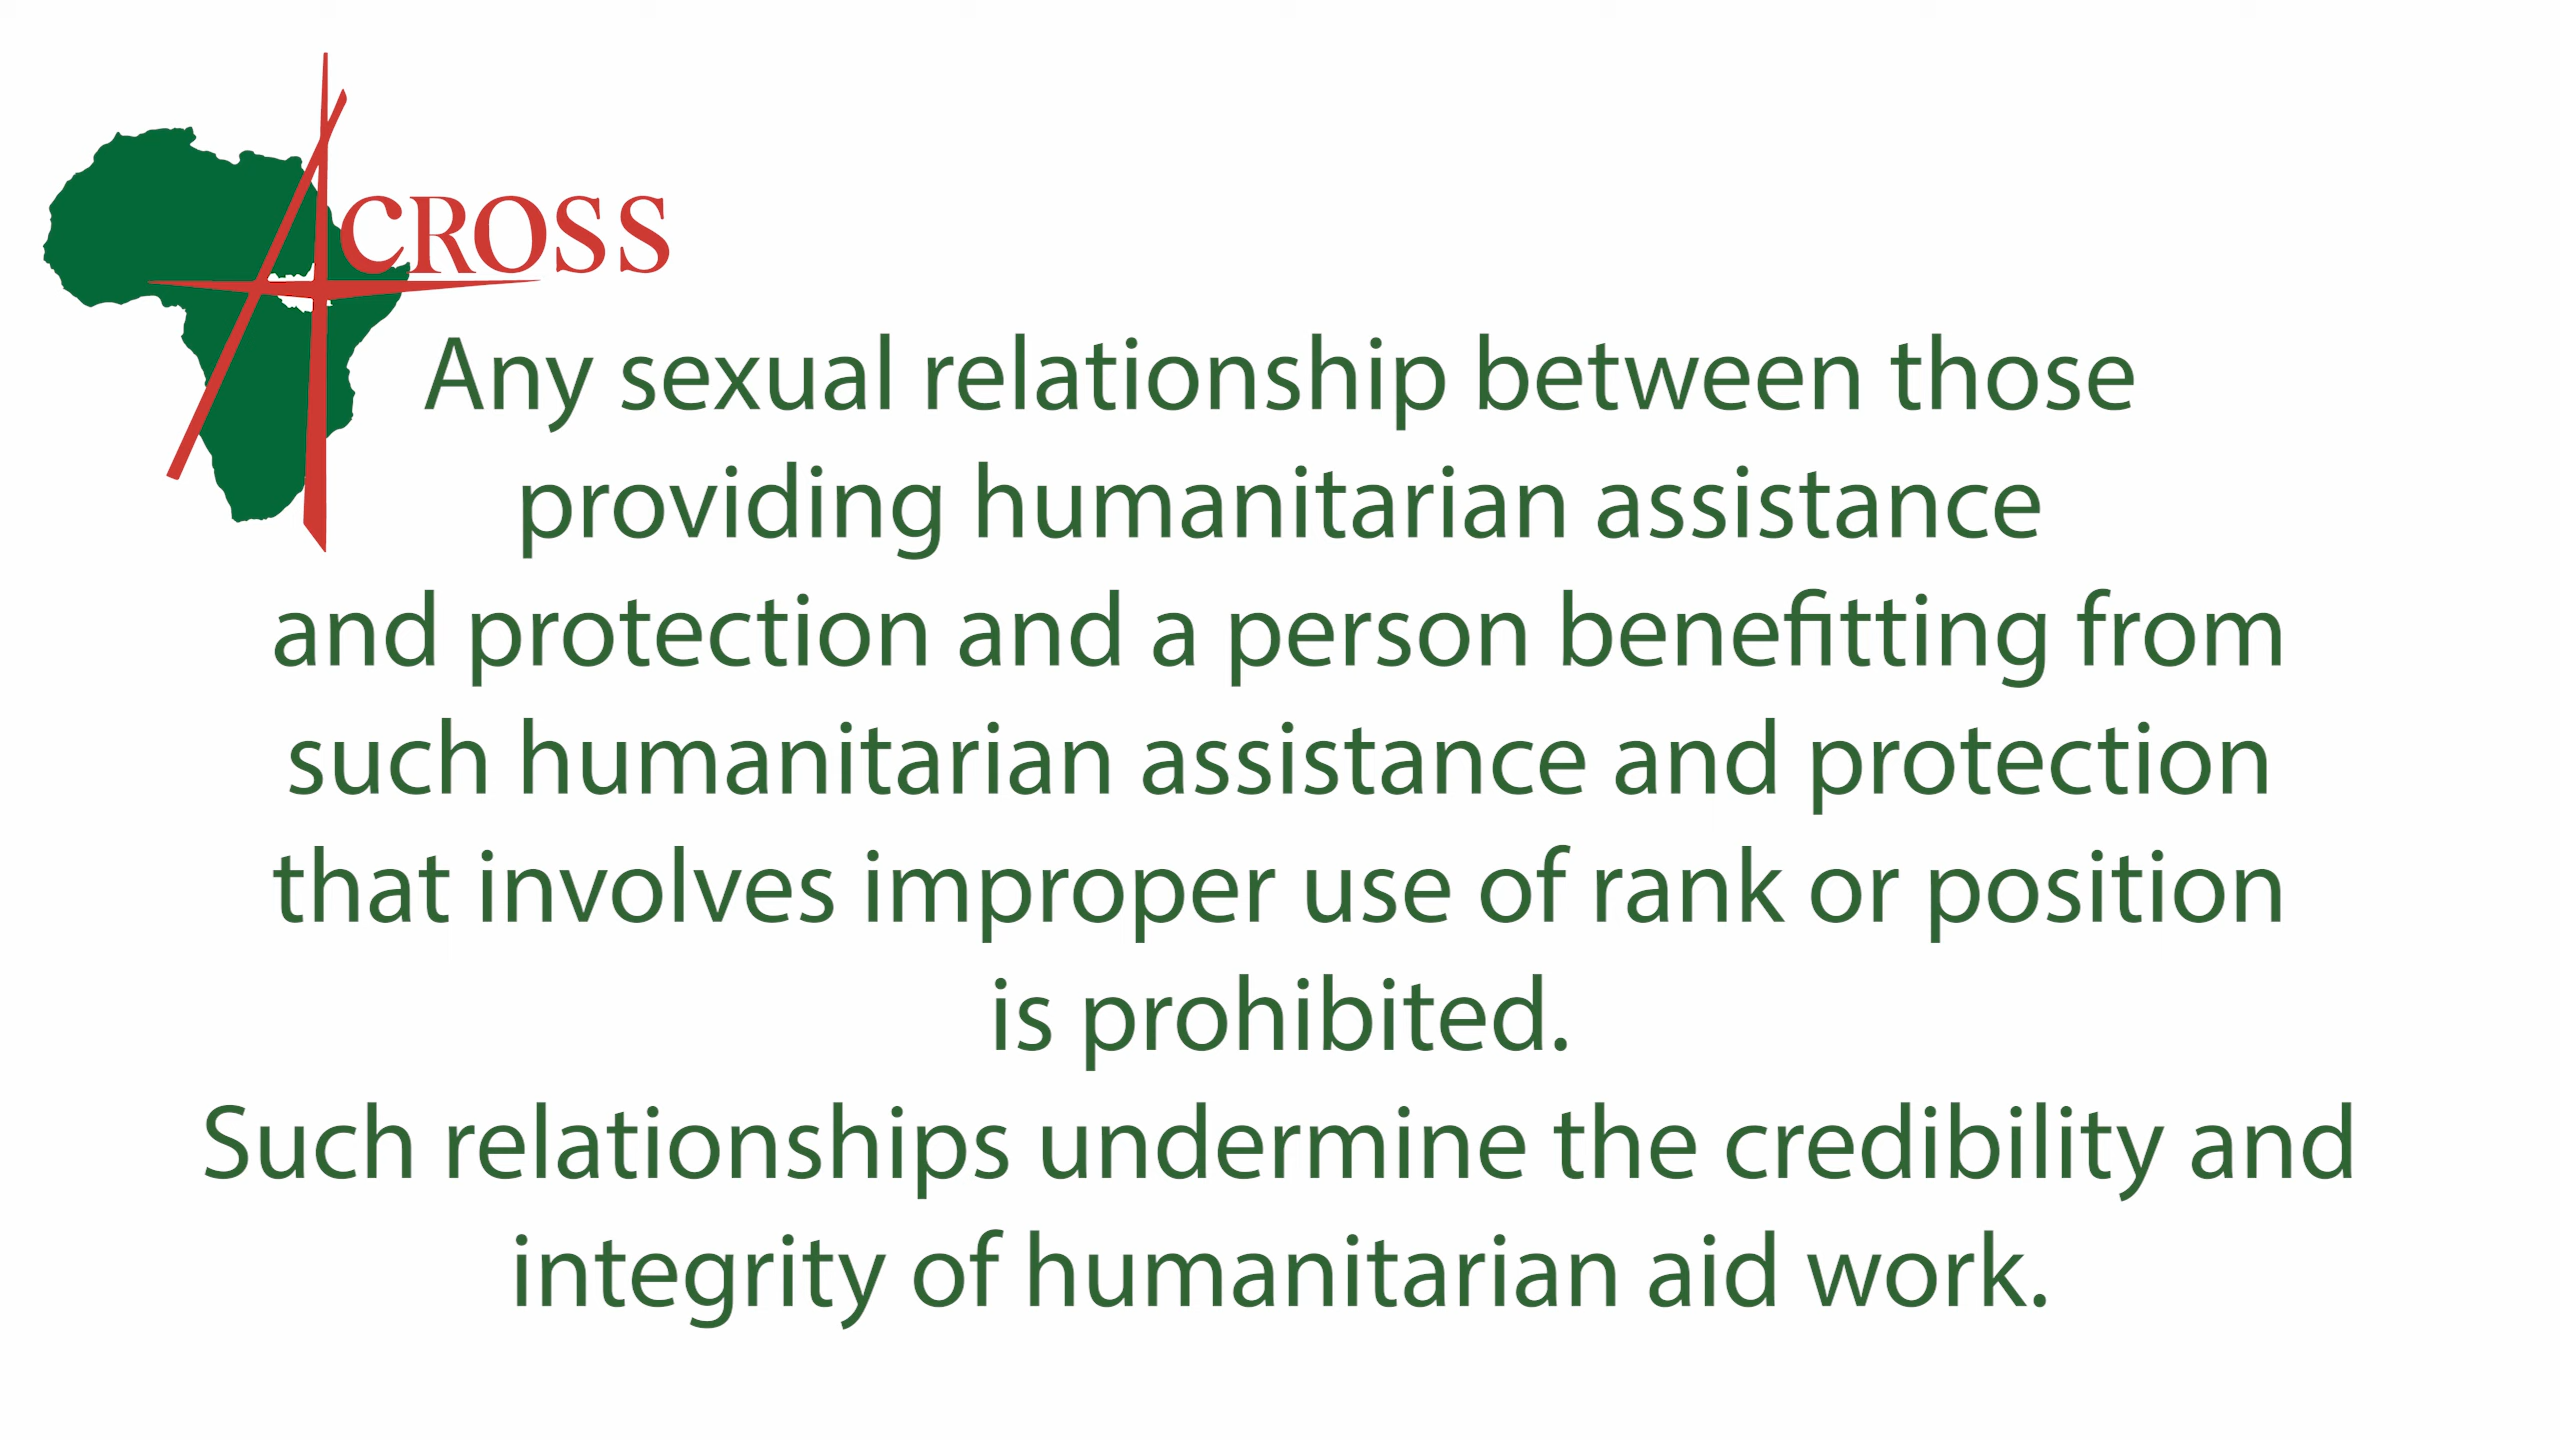 ACROSS
Any sexual relationship between those
providing humanitarian assistance
and protection and a person benefitting from
such humanitarian assistance and protection
that involves improper use of rank or position
is prohibited.
Such relationships undermine the credibility and
integrity of humanitarian aid work.